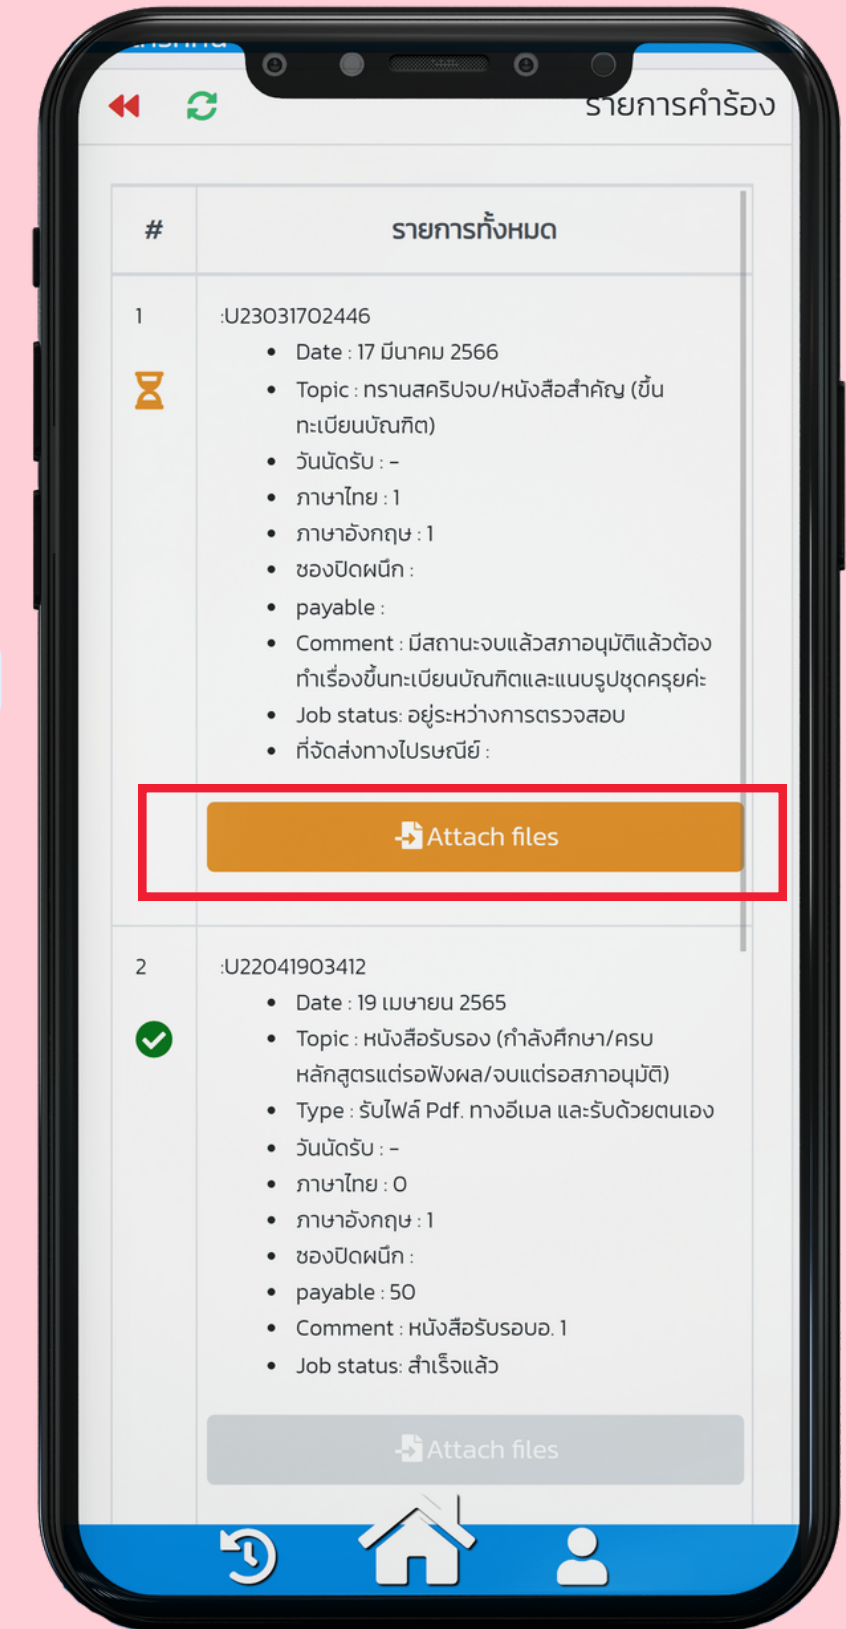 รายการคำร้อง
# รายการทั้งหมด
1 :U23031702446
Date : 17 มีนาคม 2566
Topic : ทรานสคริปจบ/หนังสือสำคัญ (ขึ้น
ทะเบียนบัณฑิต)
วันนัดรับ : -
ภาษาไทย : 1
ภาษาอังกฤษ : 1
ซองปิดผนึก :
payable :
Comment : มีสถานะจบแล้วสภาอนุมัติแล้วต้อง
ทำเรื่องขึ้นทะเบียนบัณฑิตและแนบรูปชุดครุยค่ะ
Job status: อยู่ระหว่างการตรวจสอบ
ที่จัดส่งทางไปรษณีย์ :
Attach files
2 :U22041903412
Date : 19 เมษายน 2565
Topic : หนังสือรับรอง (กำลังศึกษา/ครบ
หลักสูตรแต่รอฟังผล/จบแต่รอสภาอนุมัติ)
Type : รับไฟล์ Pdf. ทางอีเมล และรับด้วยตนเอง
วันนัดรับ : -
ภาษาไทย : 0
ภาษาอังกฤษ : 1
ซองปิดผนึก :
payable : 50
Comment : หนังสือรับรอบอ. 1
Job status: สำเร็จแล้ว
Attach files